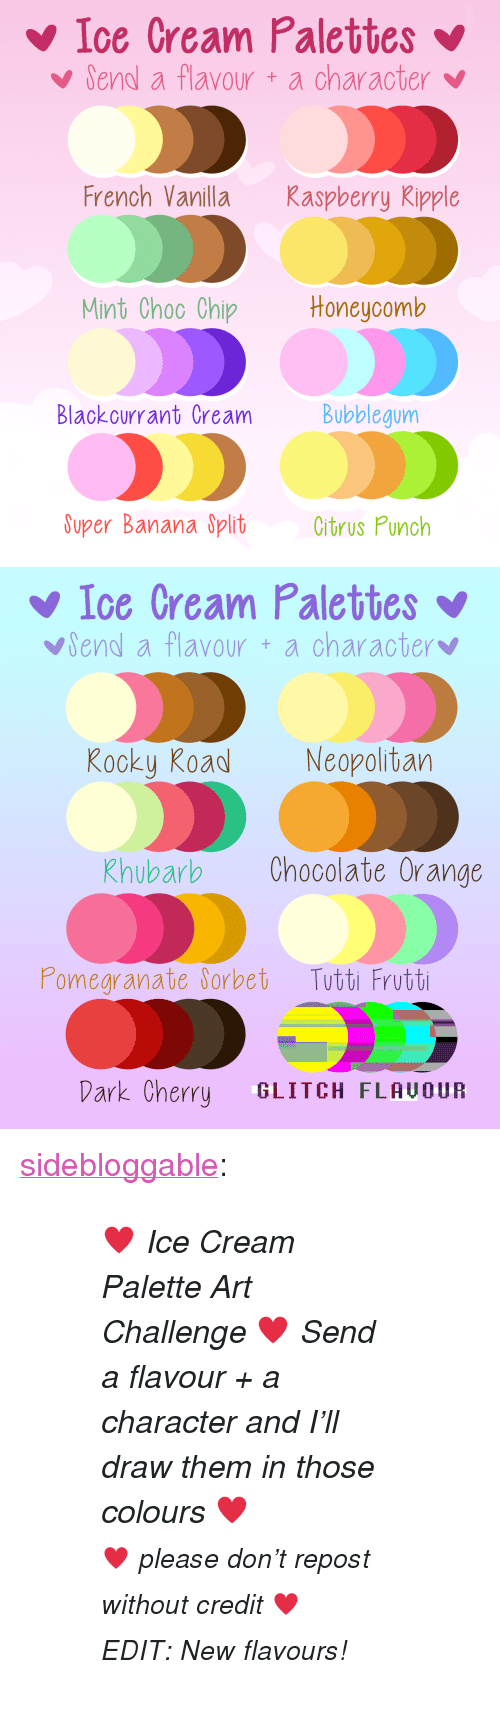 ♥ Ice Cream Palettes ♥
♥ Send a flavour + a character ♥
French Vanilla
Raspberry Ripple
Mint Choc Chip
Honeycomb
Blackcurrant Cream
Bubblegum
Super Banana Split
Citrus Punch
♥ Ice Cream Palettes ♥
♥Send a flavour + a character♥
Rocky Road
Neopolitan
Rhubarb
Chocolate Orange
Pomegranate Sorbet
Tutti Frutti
Dark Cherry
GLITCH FLAVOUR
sidebloggable:
♥ Ice Cream
Palette Art
Challenge ♥ Send
a flavour + a
character and I’ll
draw them in those
colours ♥
♥ please don’t repost
without credit ♥
EDIT: New flavours!